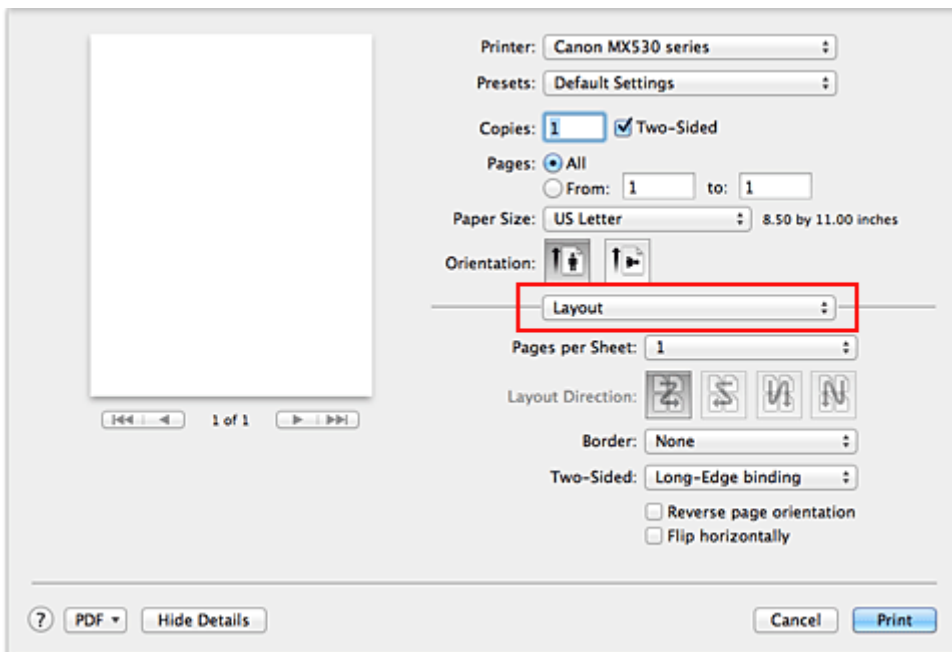 Printer: Canon MX530 series
Presets: Default Settings
Copies: 1 Two-Sided
Pages: All
From: 1 to: 1
Paper Size: US Letter 8.50 by 11.00 inches
Orientation:
Layout
Pages per Sheet: 1
Layout Direction:
1 of 1
Border: None
Two-Sided: Long-Edge binding
Reverse page orientation
Flip horizontally
? PDF Hide Details Cancel Print